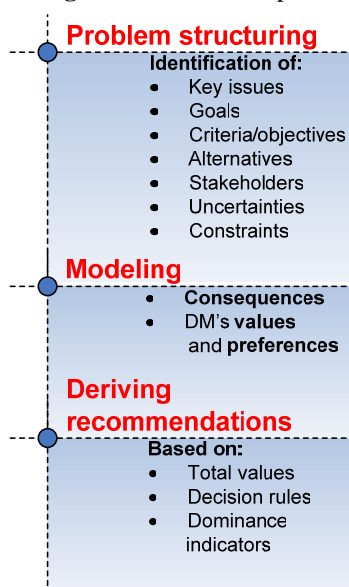 Problem structuring
Identification of:
• Key issues
• Goals
• Criteria/objectives
• Alternatives
• Stakeholders
• Uncertainties
• Constraints
Modeling
• Consequences
• DM's values
and preferences
Deriving
recommendations
Based on:
• Total values
• Decision rules
• Dominance
indicators